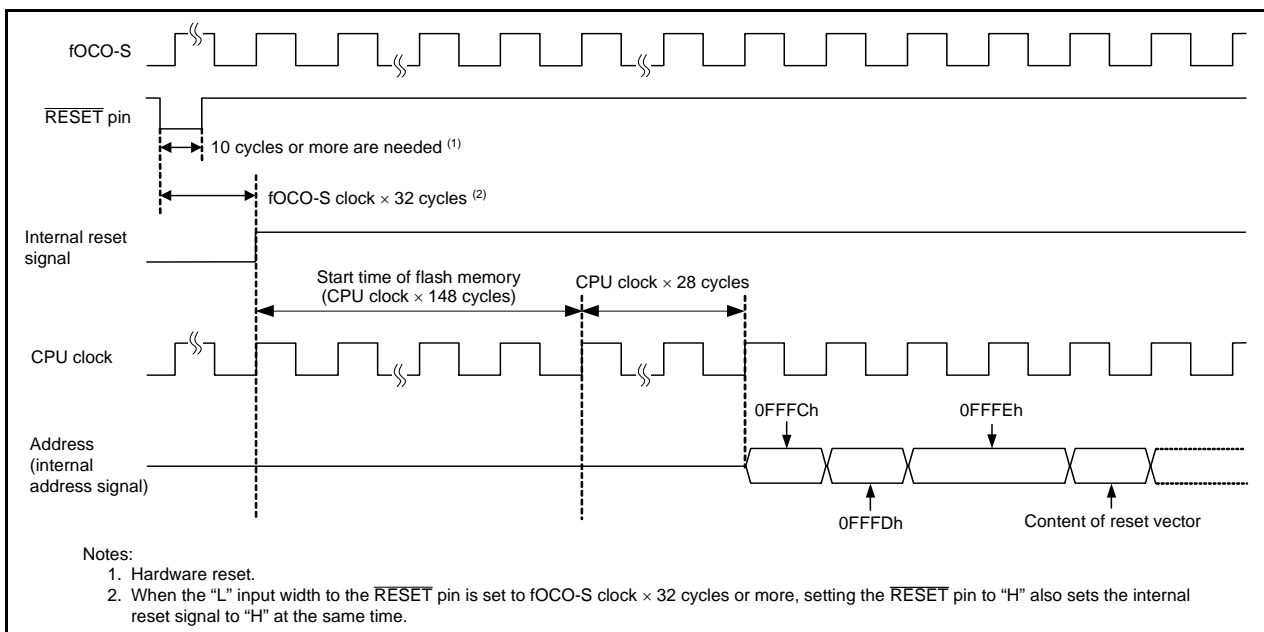 fOCO-S
RESET pin
10 cycles or more are needed (1)
fOCO-S clock × 32 cycles (2)
Internal reset
signal
Start time of flash memory
(CPU clock × 148 cycles)
CPU clock × 28 cycles
CPU clock
0FFFCh
0FFFEh
Address
(internal
address signal)
0FFFDh
Content of reset vector
Notes:
1. Hardware reset.
2. When the “L” input width to the RESET pin is set to fOCO-S clock × 32 cycles or more, setting the RESET pin to “H” also sets the internal
reset signal to “H” at the same time.